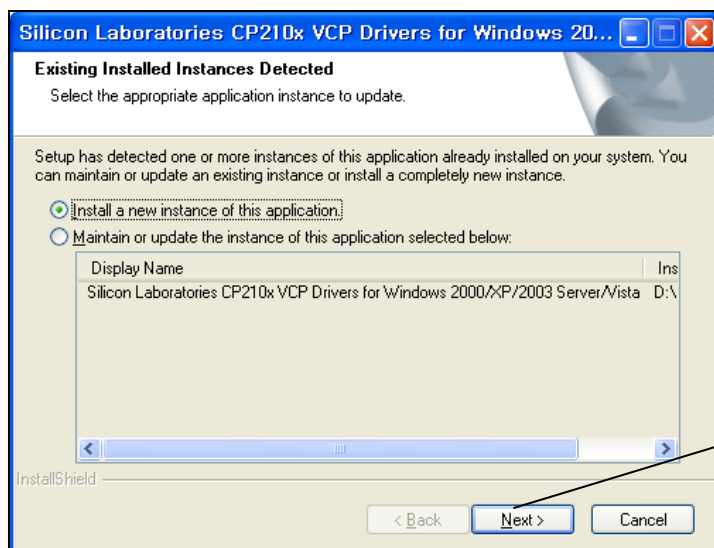 Silicon Laboratories CP210x VCP Drivers for Windows 20...
Existing Installed Instances Detected
Select the appropriate application instance to update.
Setup has detected one or more instances of this application already installed on your system. You
can maintain or update an existing instance or install a completely new instance.
Install a new instance of this application.
Maintain or update the instance of this application selected below:
Display Name Ins
Silicon Laboratories CP210x VCP Drivers for Windows 2000/XP/2003 Server/Vista D:\
InstallShield
< Back Next > Cancel